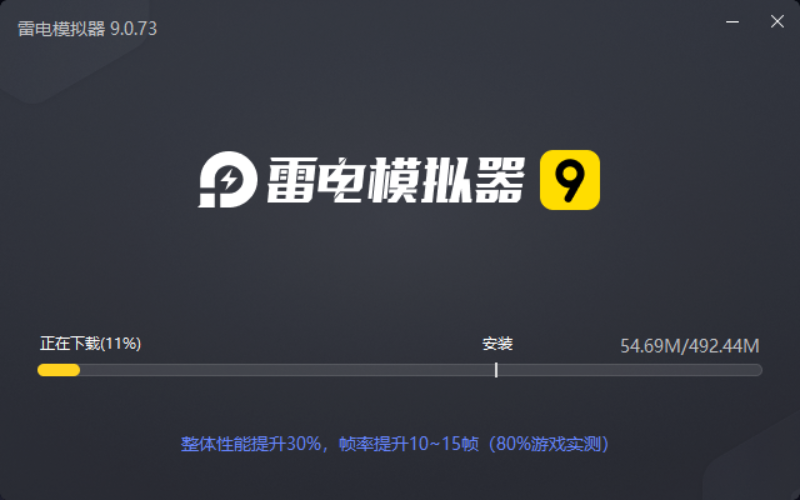 雷电模拟器 9.0.73
雷电模拟器 9
正在下载(11%) 安装 54.69M/492.44M
整体性能提升30%，帧率提升10~15帧（80%游戏实测）